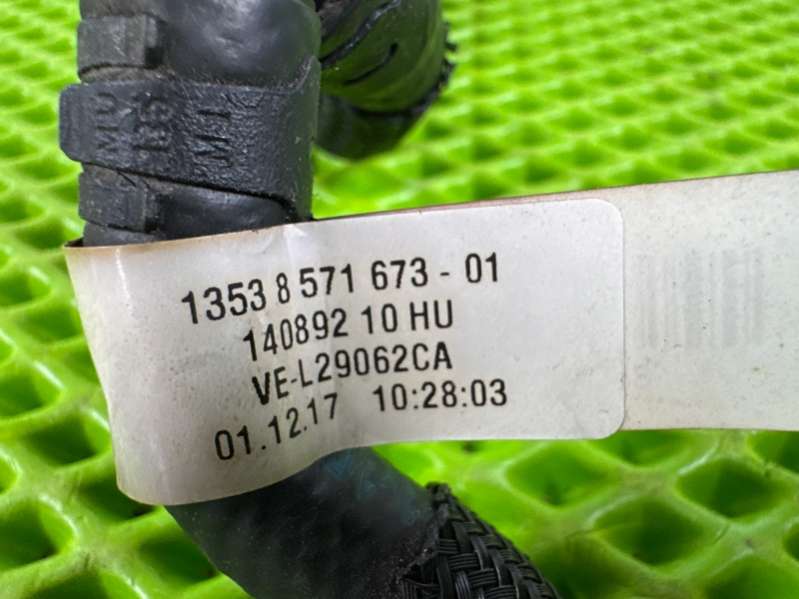 1353 8 571 673 - 01
140892 10 HU
VE-L29062CA
01.12.17 10:28:03